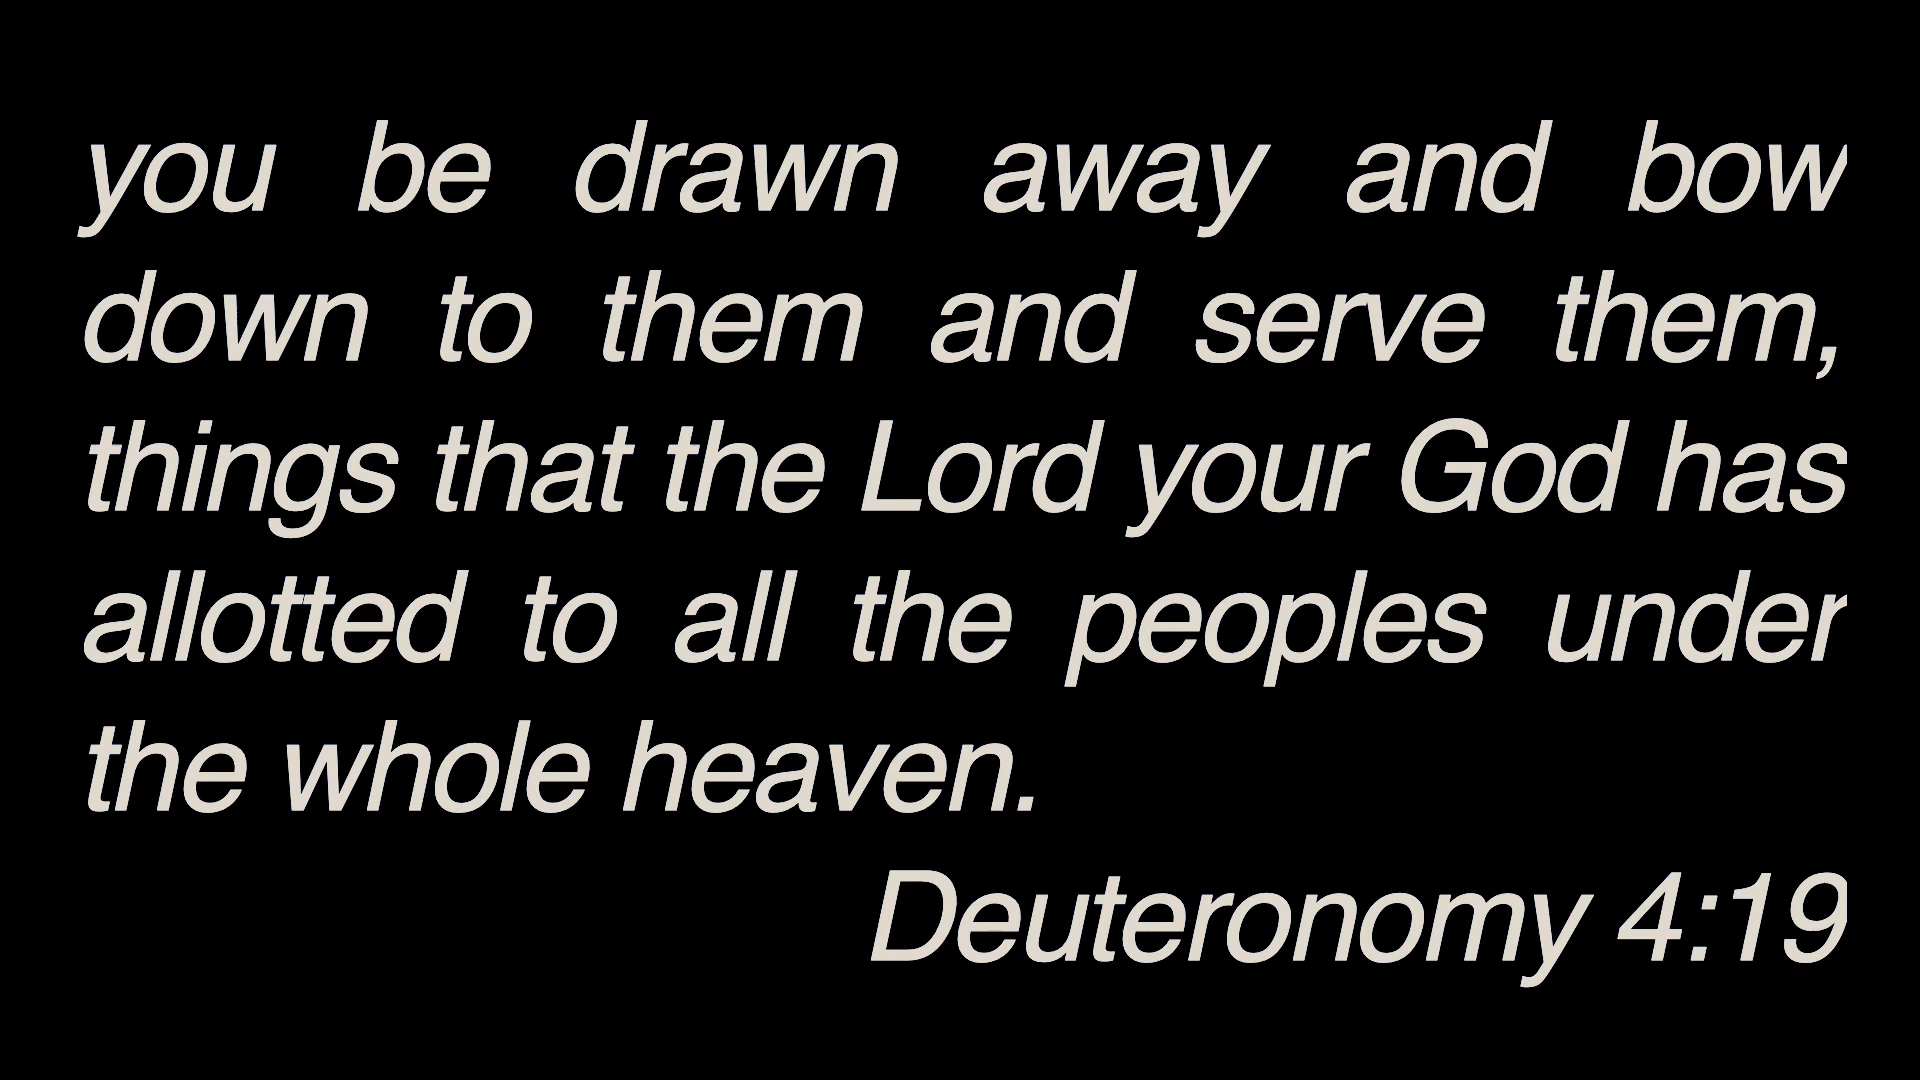 you be drawn away and bow
down to them and serve them,
things that the Lord your God has
allotted to all the peoples under
the whole heaven.
Deuteronomy 4:19